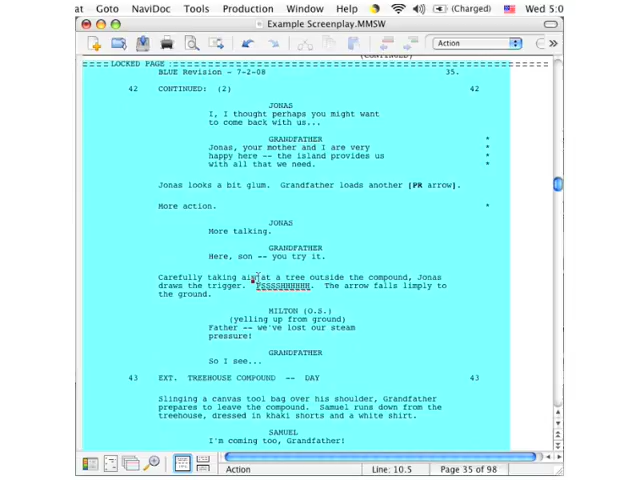 at Goto NaviDoc Tools Production Window Help (Charged) Wed 5:0
Example Screenplay.MMSW
Action
(CONTINUED)
LOCKED PAGE
BLUE Revision - 7-2-08 35.
42 CONTINUED: (2) 42
JONAS
I, I thought perhaps you might want
to come back with us...
GRANDFATHER *
Jonas, your mother and I are very *
happy here -- the island provides us *
with all that we need. *
Jonas looks a bit glum. Grandfather loads another [PR arrow].
More action. *
JONAS
More talking.
GRANDFATHER
Here, son -- you try it.
Carefully taking aim at a tree outside the compound, Jonas
draws the trigger. PSSSSHHHHHH. The arrow falls limply to
the ground.
MILTON (O.S.)
(yelling up from ground)
Father -- we've lost our steam
pressure!
GRANDFATHER
So I see...
43 EXT. TREEHOUSE COMPOUND -- DAY 43
Slinging a canvas tool bag over his shoulder, Grandfather
prepares to leave the compound. Samuel runs down from the
treehouse, dressed in khaki shorts and a white shirt.
SAMUEL
I'm coming too, Grandfather!
Action Line: 10.5 Page 35 of 98